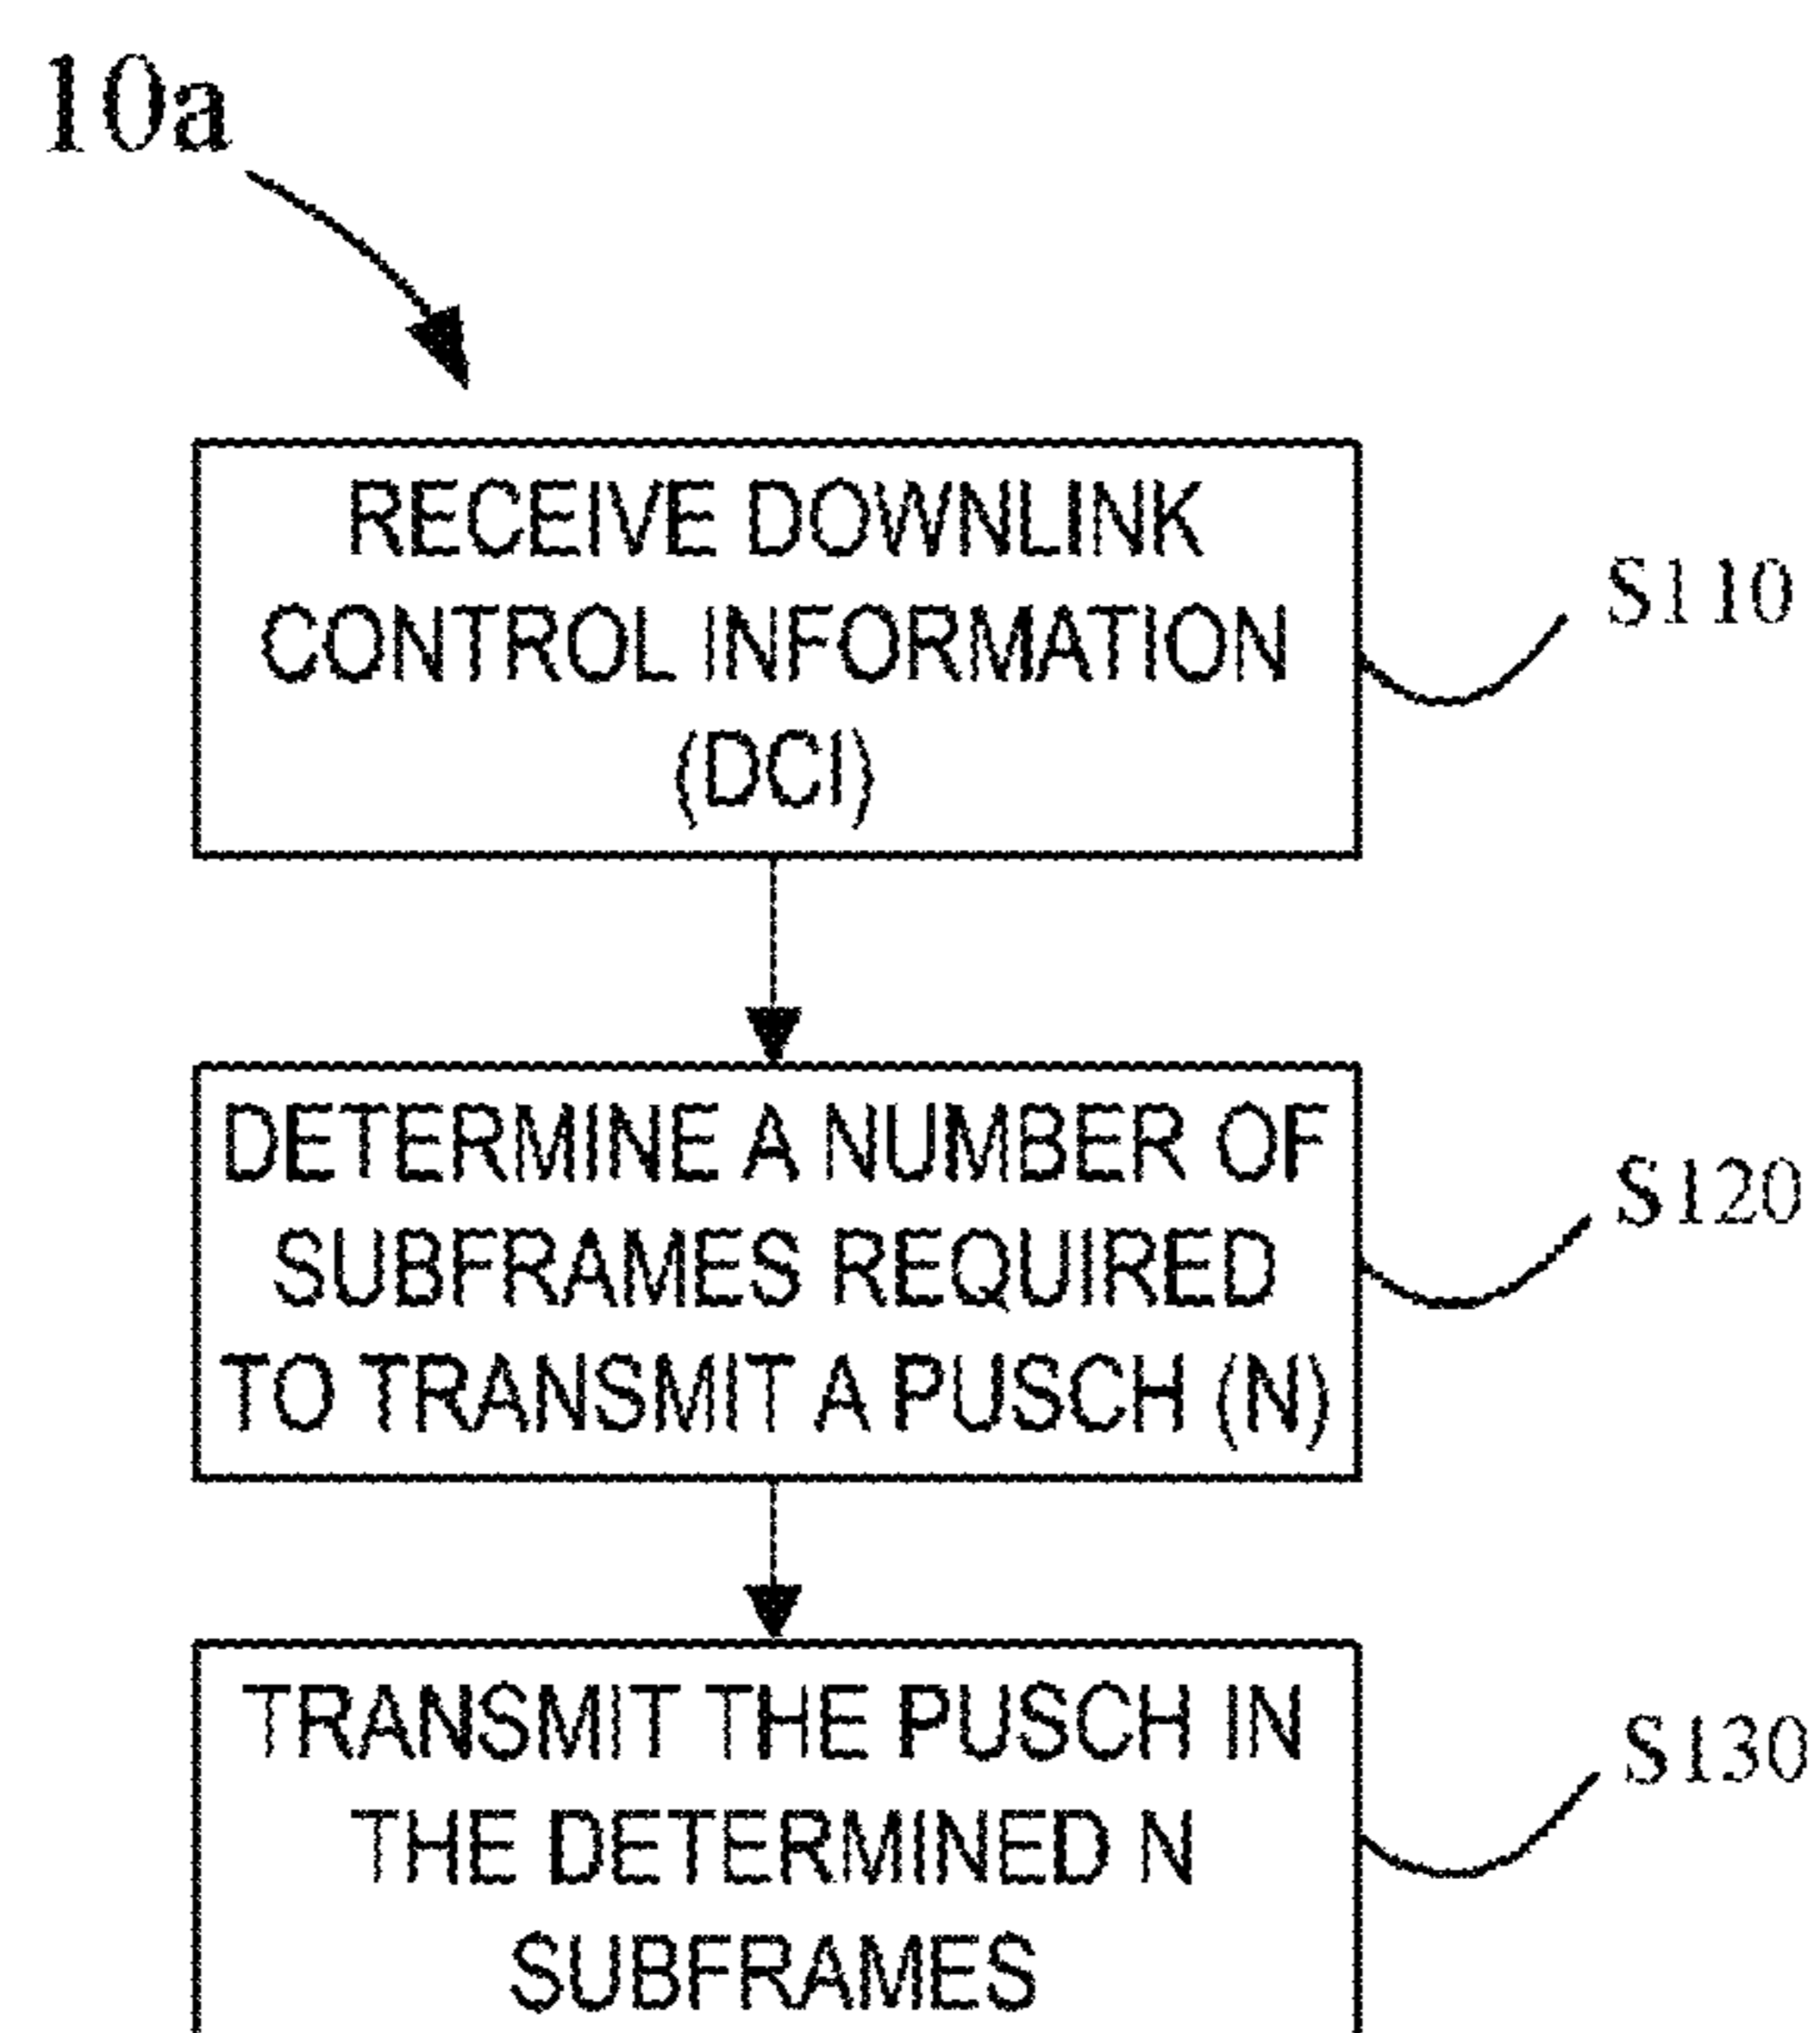 10a
RECEIVE DOWNLINK
CONTROL INFORMATION
(DCI)
S110
DETERMINE A NUMBER OF
SUBFRAMES REQUIRED
TO TRANSMIT A PUSCH (N)
S120
TRANSMIT THE PUSCH IN
THE DETERMINED N
SUBFRAMES
S130